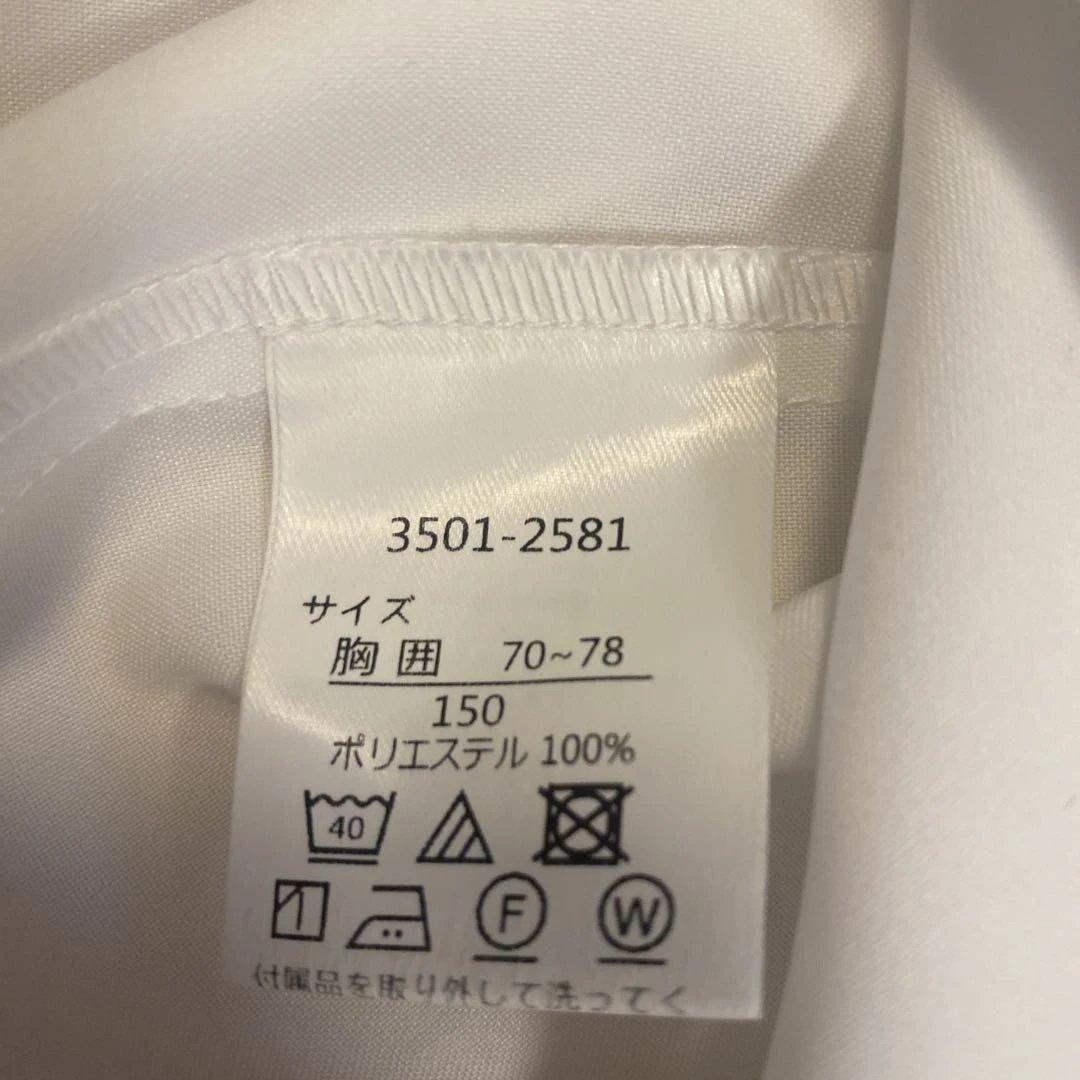 3501-2581
サイズ
胸囲 70~78
150
ポリエステル 100%
40
F W
付属品を取り外して洗ってく